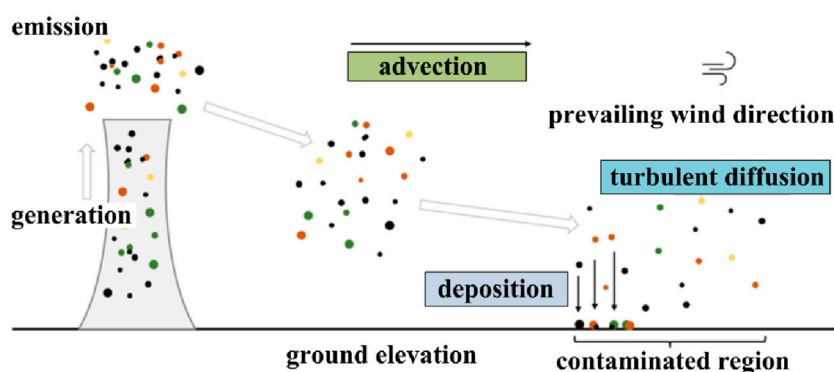 emission
advection
prevailing wind direction
turbulent diffusion
generation
deposition
ground elevation
contaminated region